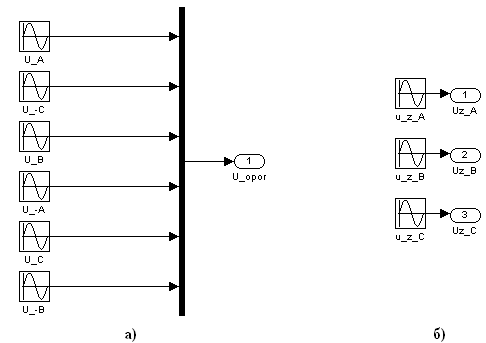 U_A
U_-C
U_B
U_-A
U_C
U_-B
1
U_opor
а)
1
u_z_A
Uz_A
2
u_z_B
Uz_B
3
u_z_C
Uz_C
б)